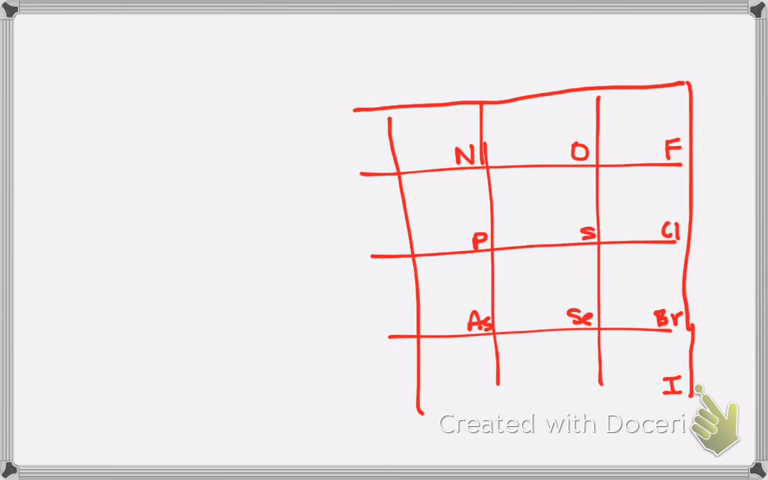 N O F
P S Cl
As Se Br
I
Created with Doceri